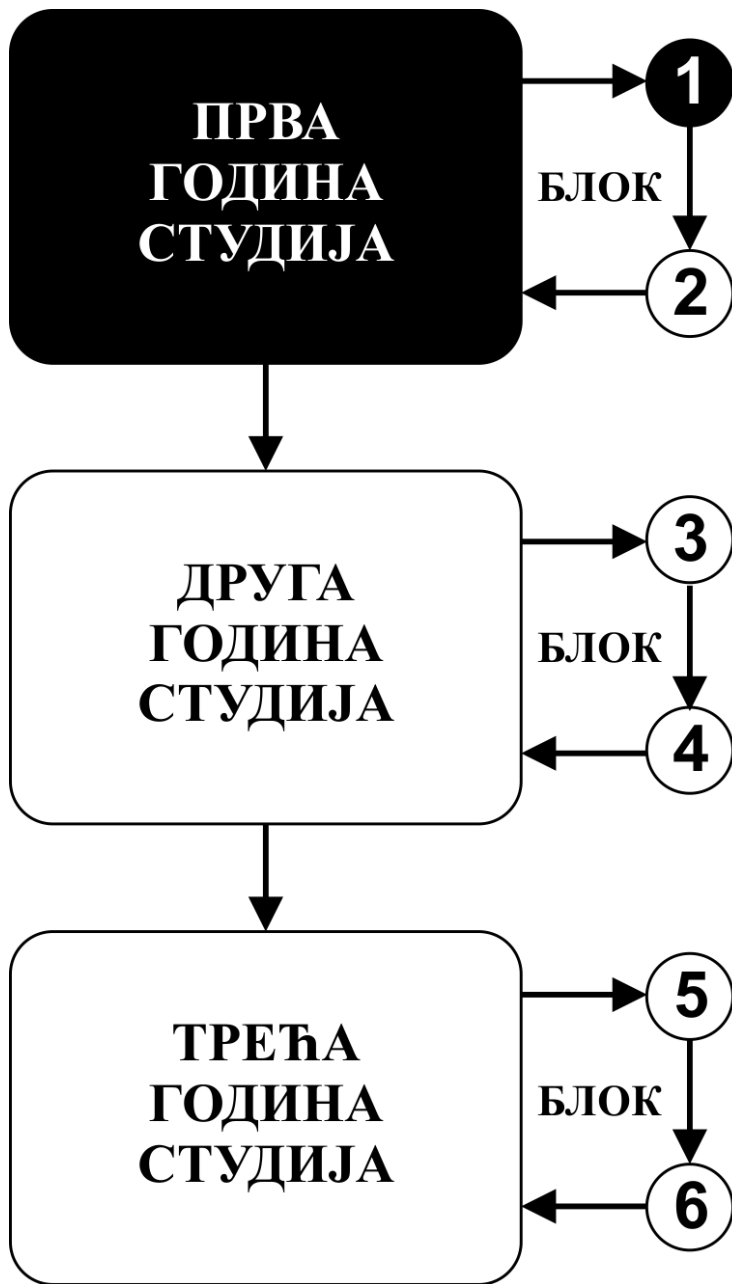 ПРВА
ГОДИНА
СТУДИЈА
1
БЛОК
2
ДРУГА
ГОДИНА
СТУДИЈА
3
БЛОК
4
ТРЕЋА
ГОДИНА
СТУДИЈА
5
БЛОК
6